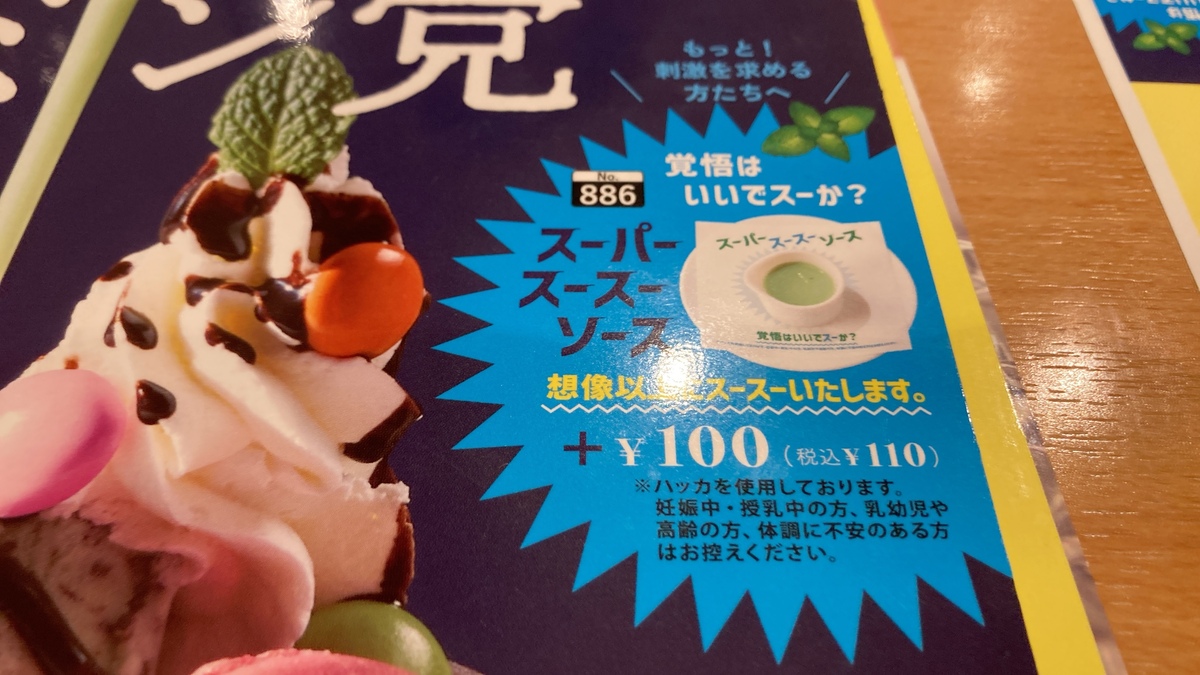 ン覚
もっと!
刺激を求める
方たちへ
No.
886
覚悟は
いいでスーか?
スーパー
スースー
ソース
スーパースースーソース
覚悟はいいでスーか?
想像以上にスースーいたします。
+¥100(税込¥110)
※ハッカを使用しております。
妊娠中・授乳中の方、乳幼児や
高齢の方、体調に不安のある方
はお控えください。